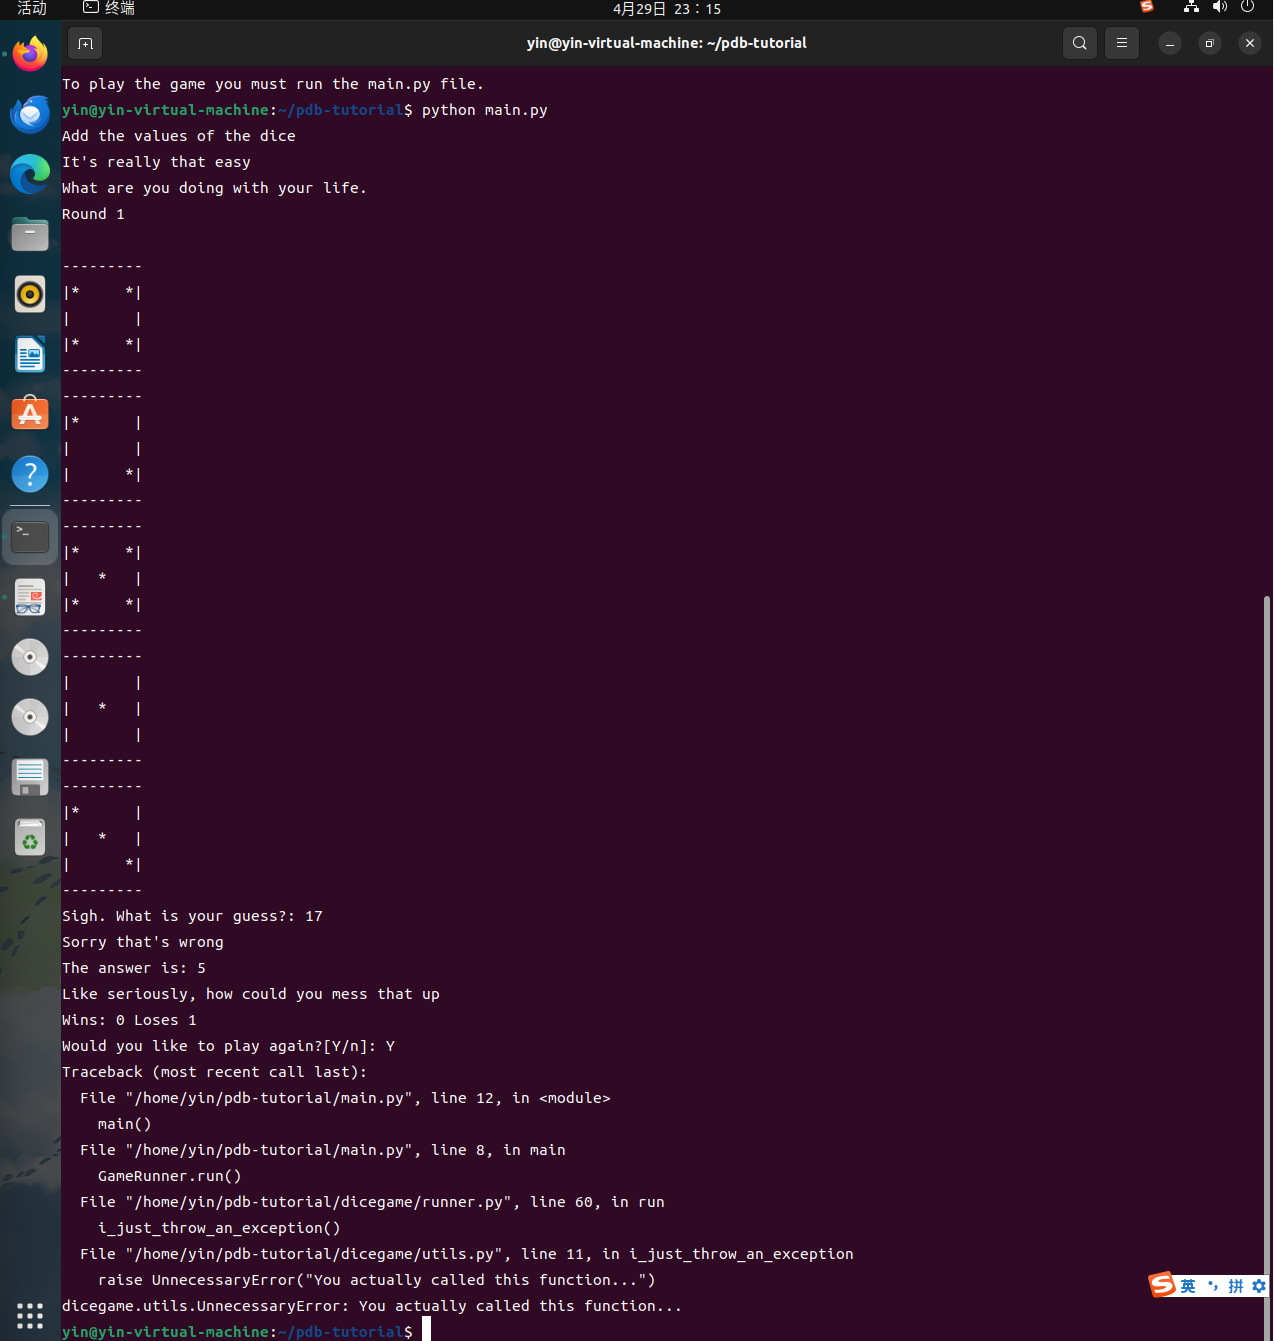 活动 终端 4月29日 23：15
yin@yin-virtual-machine: ~/pdb-tutorial
To play the game you must run the main.py file.
yin@yin-virtual-machine:~/pdb-tutorial$ python main.py
Add the values of the dice
It's really that easy
What are you doing with your life.
Round 1
---------
|*     *|
|       |
|*     *|
---------
---------
|*      |
|       |
|      *|
---------
---------
|*     *|
|   *   |
|*     *|
---------
---------
|       |
|   *   |
|       |
---------
---------
|*      |
|   *   |
|      *|
---------
Sigh. What is your guess?: 17
Sorry that's wrong
The answer is: 5
Like seriously, how could you mess that up
Wins: 0 Loses 1
Would you like to play again?[Y/n]: Y
Traceback (most recent call last):
  File "/home/yin/pdb-tutorial/main.py", line 12, in <module>
    main()
  File "/home/yin/pdb-tutorial/main.py", line 8, in main
    GameRunner.run()
  File "/home/yin/pdb-tutorial/dicegame/runner.py", line 60, in run
    i_just_throw_an_exception()
  File "/home/yin/pdb-tutorial/dicegame/utils.py", line 11, in i_just_throw_an_exception
    raise UnnecessaryError("You actually called this function...")
dicegame.utils.UnnecessaryError: You actually called this function...
yin@yin-virtual-machine:~/pdb-tutorial$
英 拼